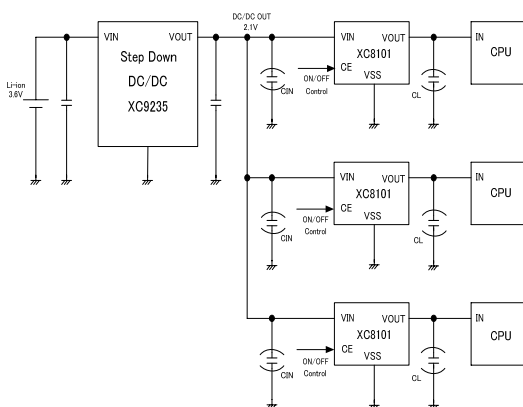 Li-ion
3.6V
VIN
VOUT
Step Down
DC/DC
XC9235
DC/DC OUT
2.1V
CIN
ON/OFF
Control
VIN
VOUT
XC8101
CE
VSS
CL
IN
CPU
CIN
ON/OFF
Control
VIN
VOUT
XC8101
CE
VSS
CL
IN
CPU
CIN
ON/OFF
Control
VIN
VOUT
XC8101
CE
VSS
CL
IN
CPU